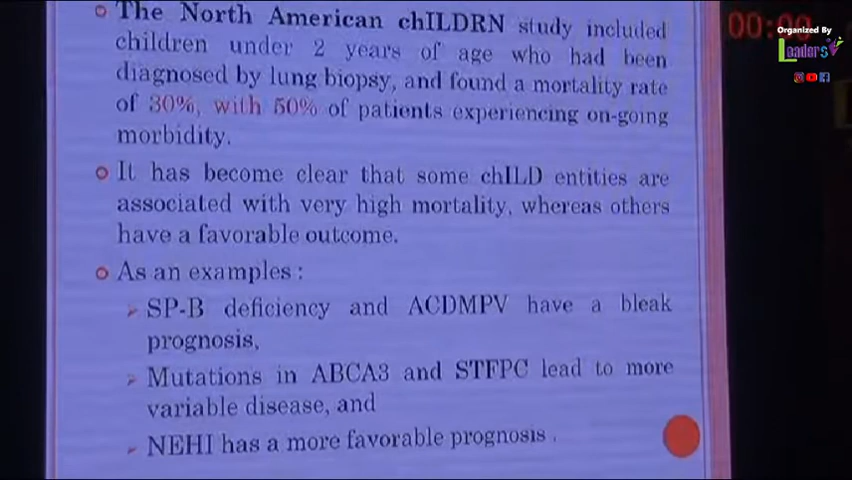 The North American chILDRN study included
children under 2 years of age who had been
diagnosed by lung biopsy, and found a mortality rate
of 30%, with 50% of patients experiencing on-going
morbidity.
It has become clear that some chILD entities are
associated with very high mortality, whereas others
have a favorable outcome.
As an examples :
SP-B deficiency and ACDMPV have a bleak
prognosis,
Mutations in ABCA3 and STFPC lead to more
variable disease, and
NEHI has a more favorable prognosis .
00:00
Organized By
Leaders